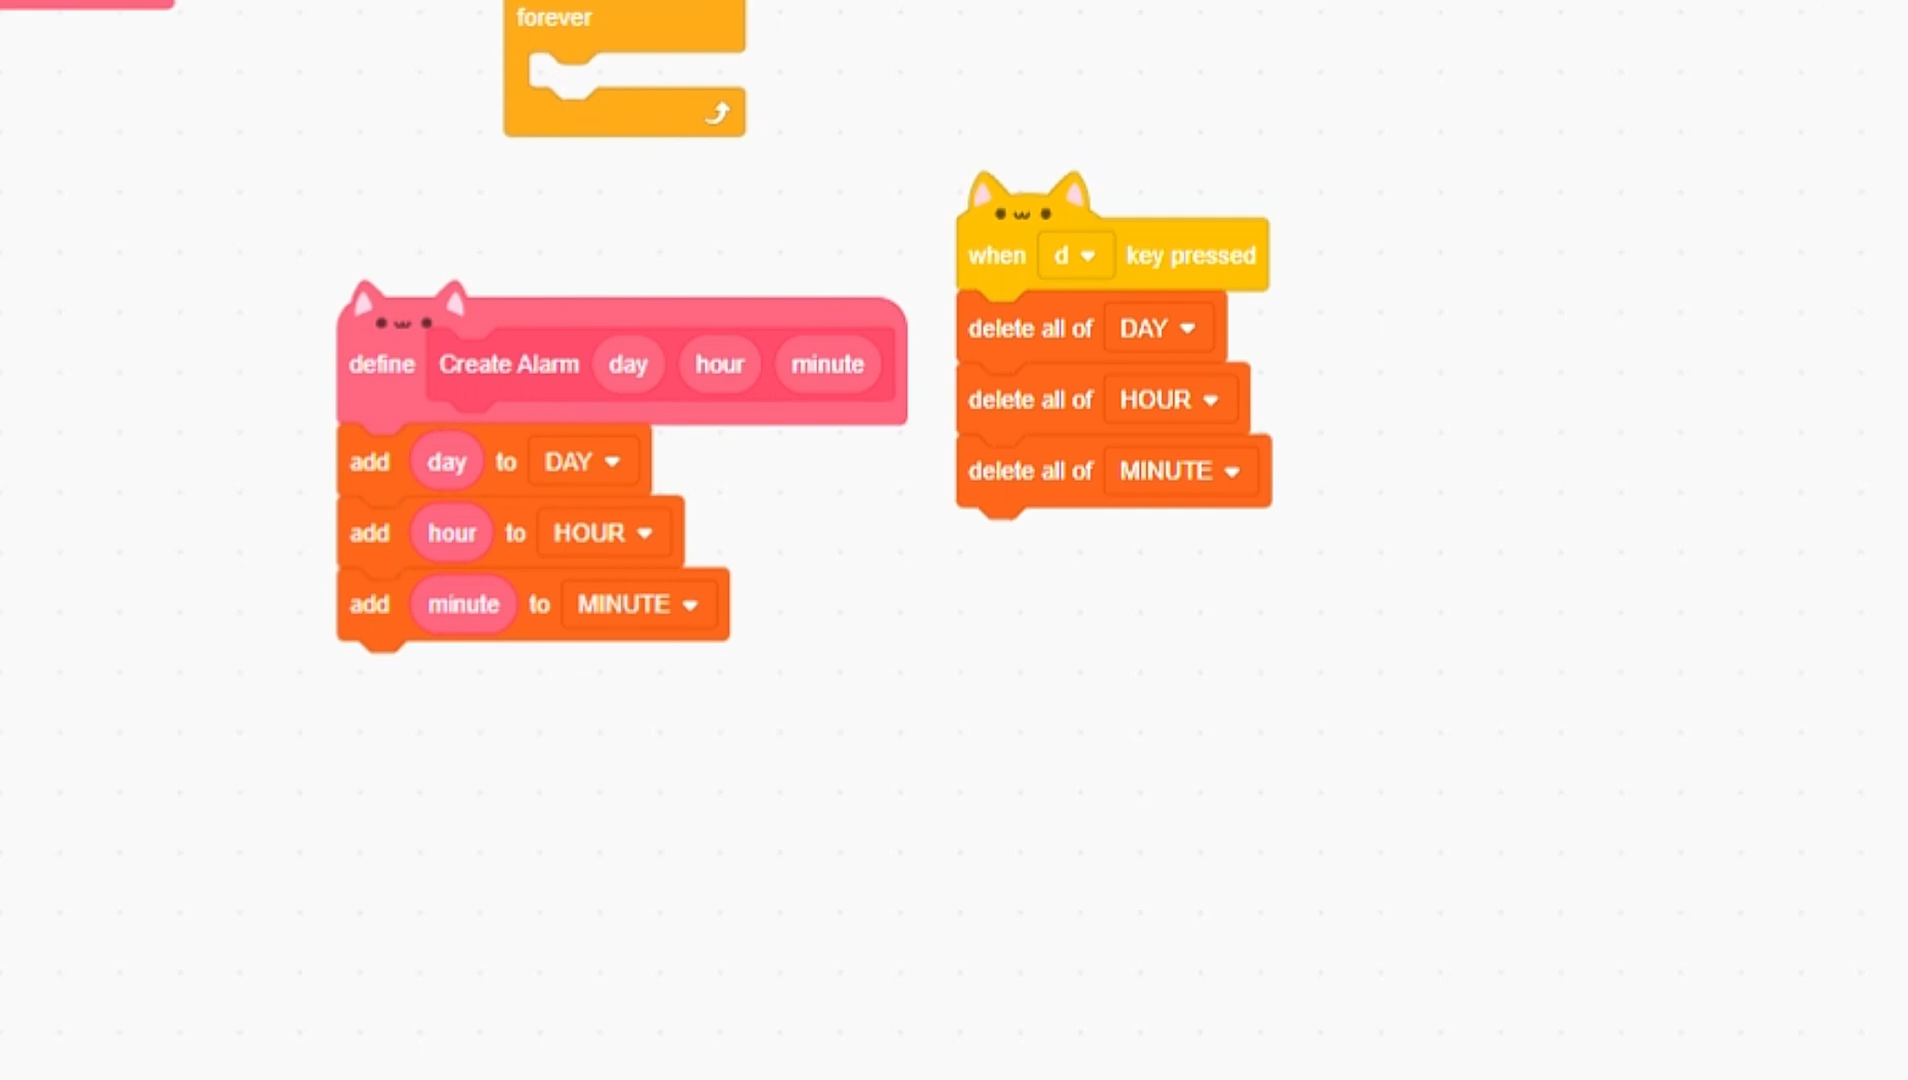 forever
define Create Alarm day hour minute
add day to DAY
add hour to HOUR
add minute to MINUTE
when d key pressed
delete all of DAY
delete all of HOUR
delete all of MINUTE